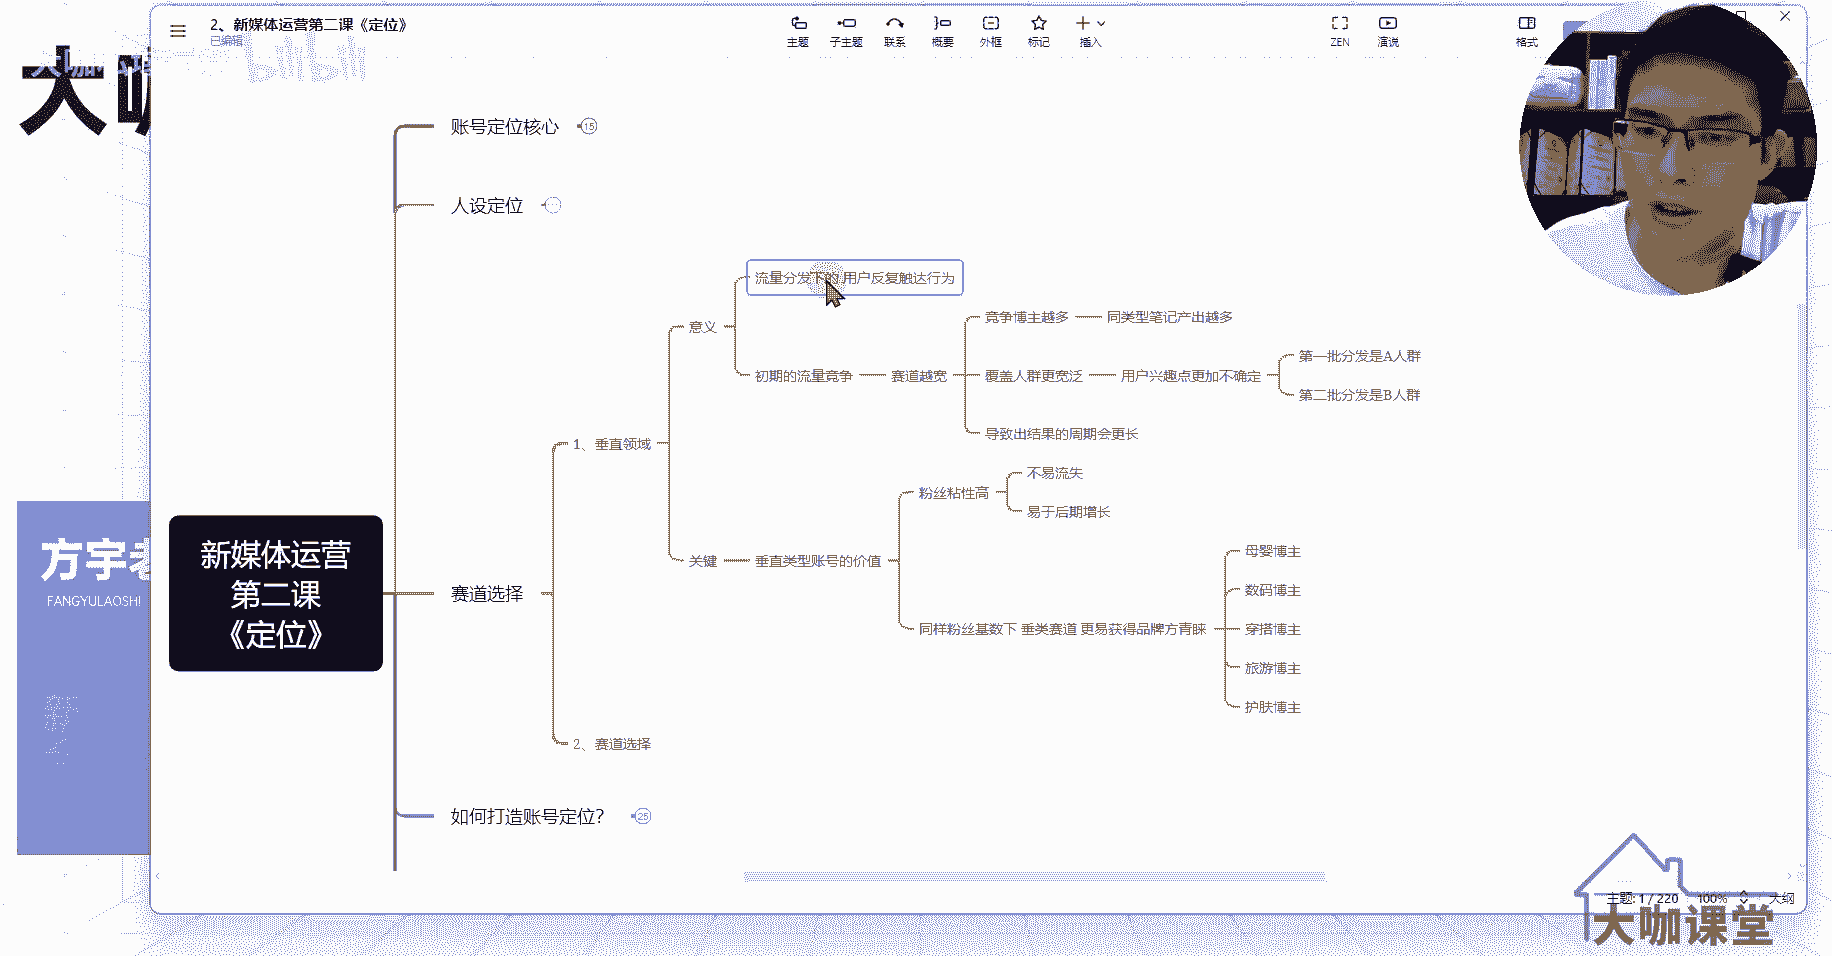 2、新媒体运营第二课《定位》
已编辑
主题
子主题
联系
概要
外框
标记
插入
ZEN
演说
格式
bilibili
大咖
账号定位核心
15
人设定位
流量分发下的 用户反复触达行为
意义
竞争博主越多
同类型笔记产出越多
初期的流量竞争
赛道越宽
覆盖人群更宽泛
用户兴趣点更加不确定
第一批分发是A人群
第二批分发是B人群
导致出结果的周期会更长
1、垂直领域
不易流失
粉丝粘性高
易于后期增长
关键
垂直类型账号的价值
母婴博主
数码博主
同样粉丝基数下 垂类赛道 更易获得品牌方青睐
穿搭博主
旅游博主
护肤博主
方宇老
FANGYULAOSHI
新媒体运营
第二课
《定位》
赛道选择
2、赛道选择
如何打造账号定位？
25
主题: 1 / 220
100%
大纲
大咖课堂